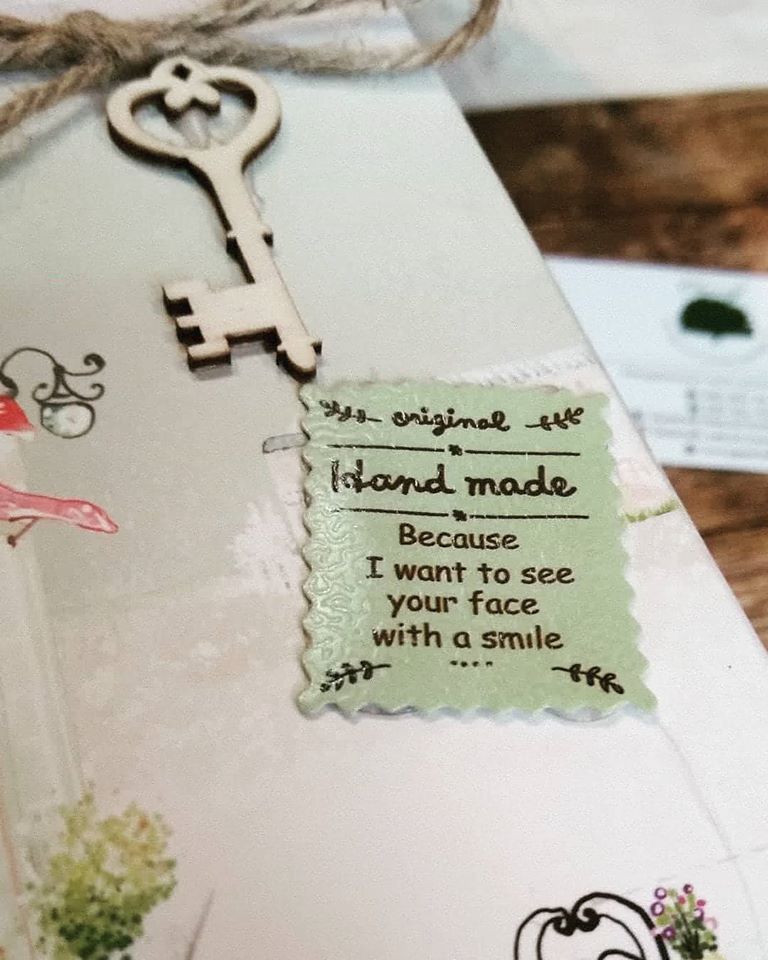 original
Hand made
Because
I want to see
your face
with a smile